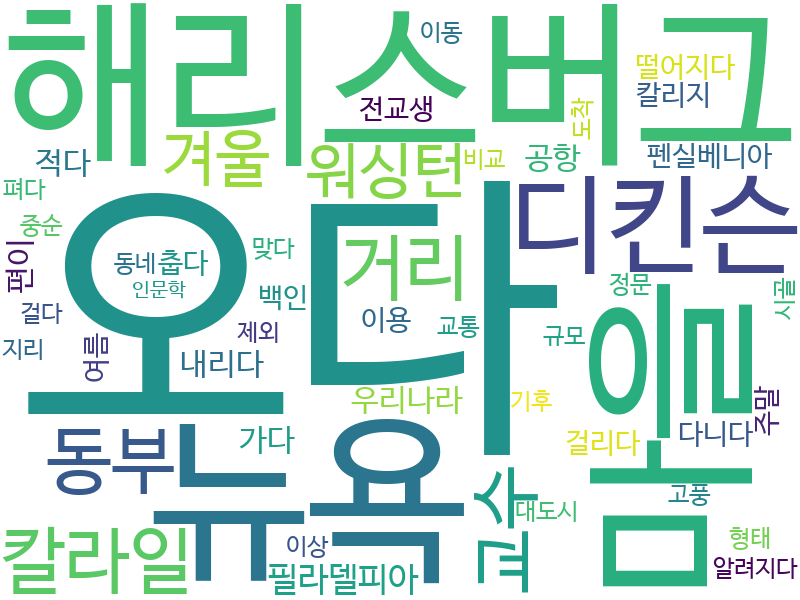 해리스버그
이동
떨어지다
칼리지
전교생
도착
적다
겨울
워싱턴
비교
공항
펜실베니아
펴다
중순
편이
동네
춥다
인문학
맞다
백인
거리
오다
디킨슨
정문
시골
걸다
지리
여름
제외
내리다
이용
교통
규모
마을
우리나라
기후
주말
동부
가다
뉴욕
걸리다
다니다
교수
고풍
대도시
칼라일
이상
필라델피아
형태
알려지다